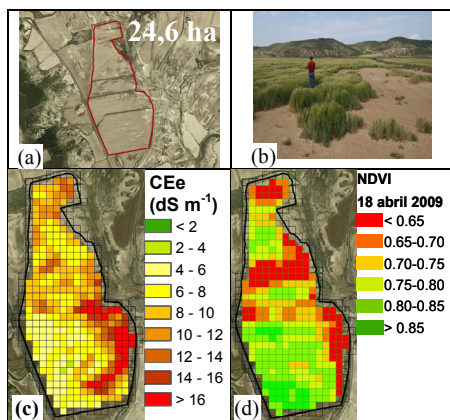 24,6 ha
(a)
(b)
CEe
(dS m⁻¹)
< 2
2 - 4
4 - 6
6 - 8
8 - 10
10 - 12
12 - 14
14 - 16
> 16
(c)
NDVI
18 abril 2009
< 0.65
0.65-0.70
0.70-0.75
0.75-0.80
0.80-0.85
> 0.85
(d)